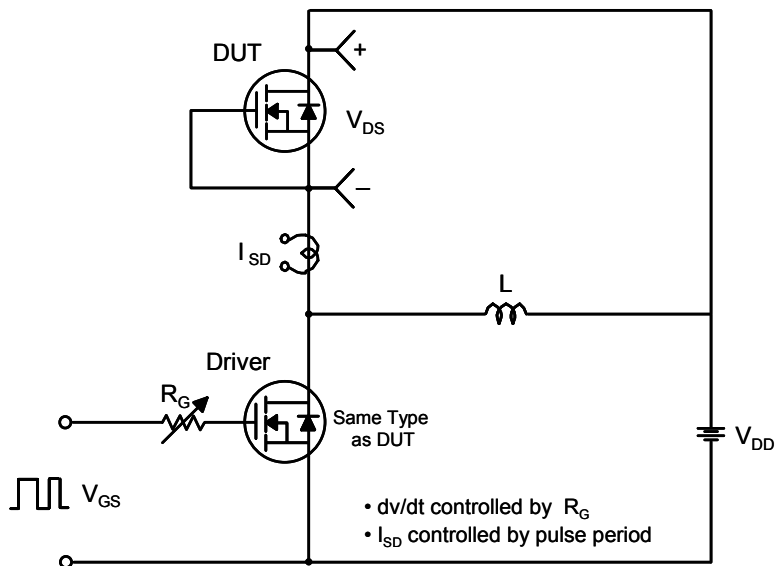 DUT
+
V_DS
−
I_SD
L
Driver
R_G
Same Type
as DUT
V_DD
V_GS
• dv/dt controlled by R_G
• I_SD controlled by pulse period